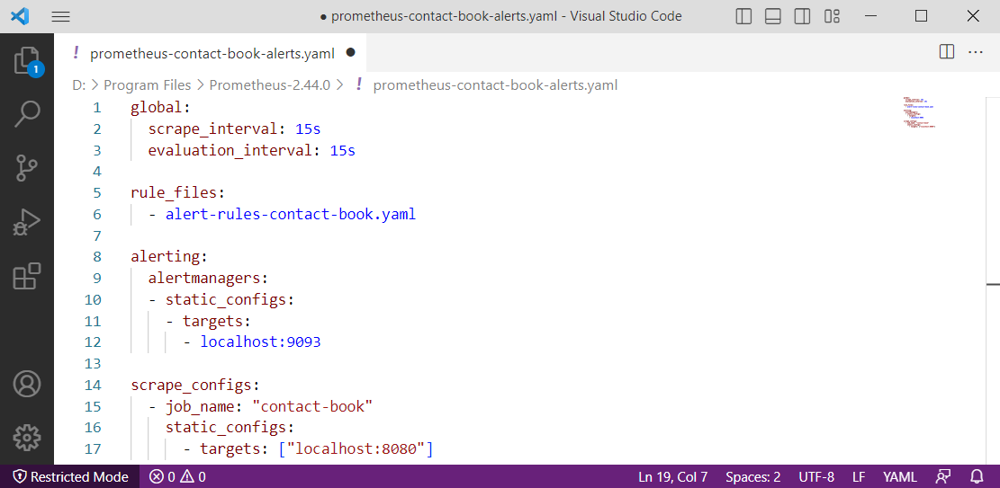 ● prometheus-contact-book-alerts.yaml - Visual Studio Code
! prometheus-contact-book-alerts.yaml ●
D: > Program Files > Prometheus-2.44.0 > ! prometheus-contact-book-alerts.yaml
1
1 global:
2   scrape_interval: 15s
3   evaluation_interval: 15s
4
5 rule_files:
6   - alert-rules-contact-book.yaml
7
8 alerting:
9   alertmanagers:
10   - static_configs:
11     - targets:
12       - localhost:9093
13
14 scrape_configs:
15   - job_name: "contact-book"
16     static_configs:
17       - targets: ["localhost:8080"]
Restricted Mode 0 0 Ln 19, Col 7 Spaces: 2 UTF-8 LF YAML